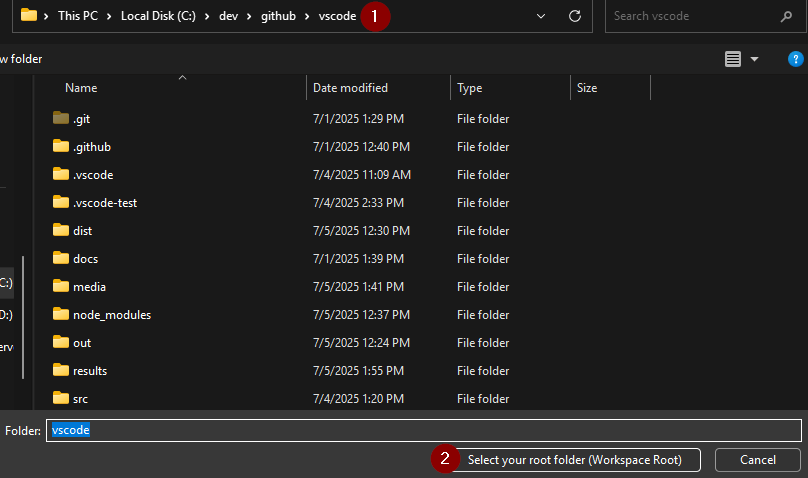 This PC > Local Disk (C:) > dev > github > vscode 1 Search vscode
w folder ?
Name Date modified Type Size
.git 7/1/2025 1:29 PM File folder
.github 7/1/2025 12:40 PM File folder
.vscode 7/4/2025 11:09 AM File folder
.vscode-test 7/4/2025 2:33 PM File folder
dist 7/5/2025 12:30 PM File folder
docs 7/1/2025 1:39 PM File folder
media 7/5/2025 1:41 PM File folder
C:)
node_modules 7/5/2025 12:37 PM File folder
D:)
out 7/5/2025 12:24 PM File folder
erv
results 7/5/2025 1:55 PM File folder
src 7/4/2025 1:20 PM File folder
Folder: vscode
2 Select your root folder (Workspace Root) Cancel